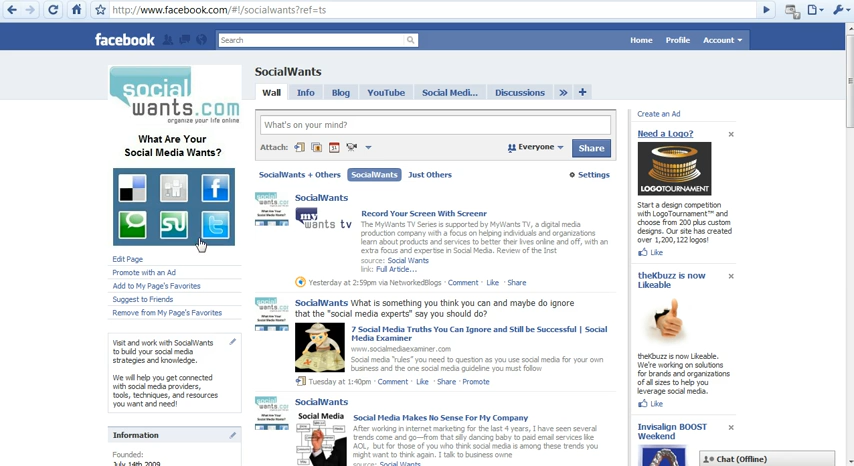 http://www.facebook.com/#!/socialwants?ref=ts
facebook
Search
Home Profile Account
social
wants.com
organize your life online
What Are Your
Social Media Wants?
Edit Page
Promote with an Ad
Add to My Page's Favorites
Suggest to Friends
Remove from My Page's Favorites
Visit and work with SocialWants
to build your social media
strategies and knowledge.
We will help you get connected
with social media providers,
tools, techniques, and resources
you want and need!
Information
Founded:
July 14th 2009
SocialWants
Wall Info Blog YouTube Social Medi... Discussions » +
What's on your mind?
Attach: 31 Everyone Share
SocialWants + Others SocialWants Just Others Settings
SocialWants
my
wants tv
Record Your Screen With Screenr
The MyWants TV Series is supported by MyWants TV, a digital media
production company with a focus on helping individuals and organizations
learn about products and services to better their lives online and off, with an
extra focus and expertise in Social Media. Review of the Inst
source: Social Wants
link: Full Article...
Yesterday at 2:59pm via NetworkedBlogs · Comment · Like · Share
SocialWants What is something you think you can and maybe do ignore
that the "social media experts" say you should do?
7 Social Media Truths You Can Ignore and Still be Successful | Social
Media Examiner
www.socialmediaexaminer.com
Social media "rules" you need to question as you use social media for your own
business and the one social media guideline you must follow
Tuesday at 1:40pm · Comment · Like · Share · Promote
SocialWants
Social Media
Social Media Makes No Sense For My Company
After working in internet marketing for the last 4 years, I have seen several
trends come and go—from that silly dancing baby to paid email services like
AOL, but for those that think social media is among these trends you
might want to think again. I talk to business owne
source: Social Wants
Create an Ad
Need a Logo?
LOGOTOURNAMENT
Start a design competition
with LogoTournament™ and
choose from 200 plus custom
designs. Our site has created
over 1,200,122 logos!
Like
theKbuzz is now
Likeable
theKbuzz is now Likeable.
We're working on solutions
for brands and organizations
of all sizes to help you
leverage social media.
Like
Invisalign BOOST
Weekend
Chat (Offline)